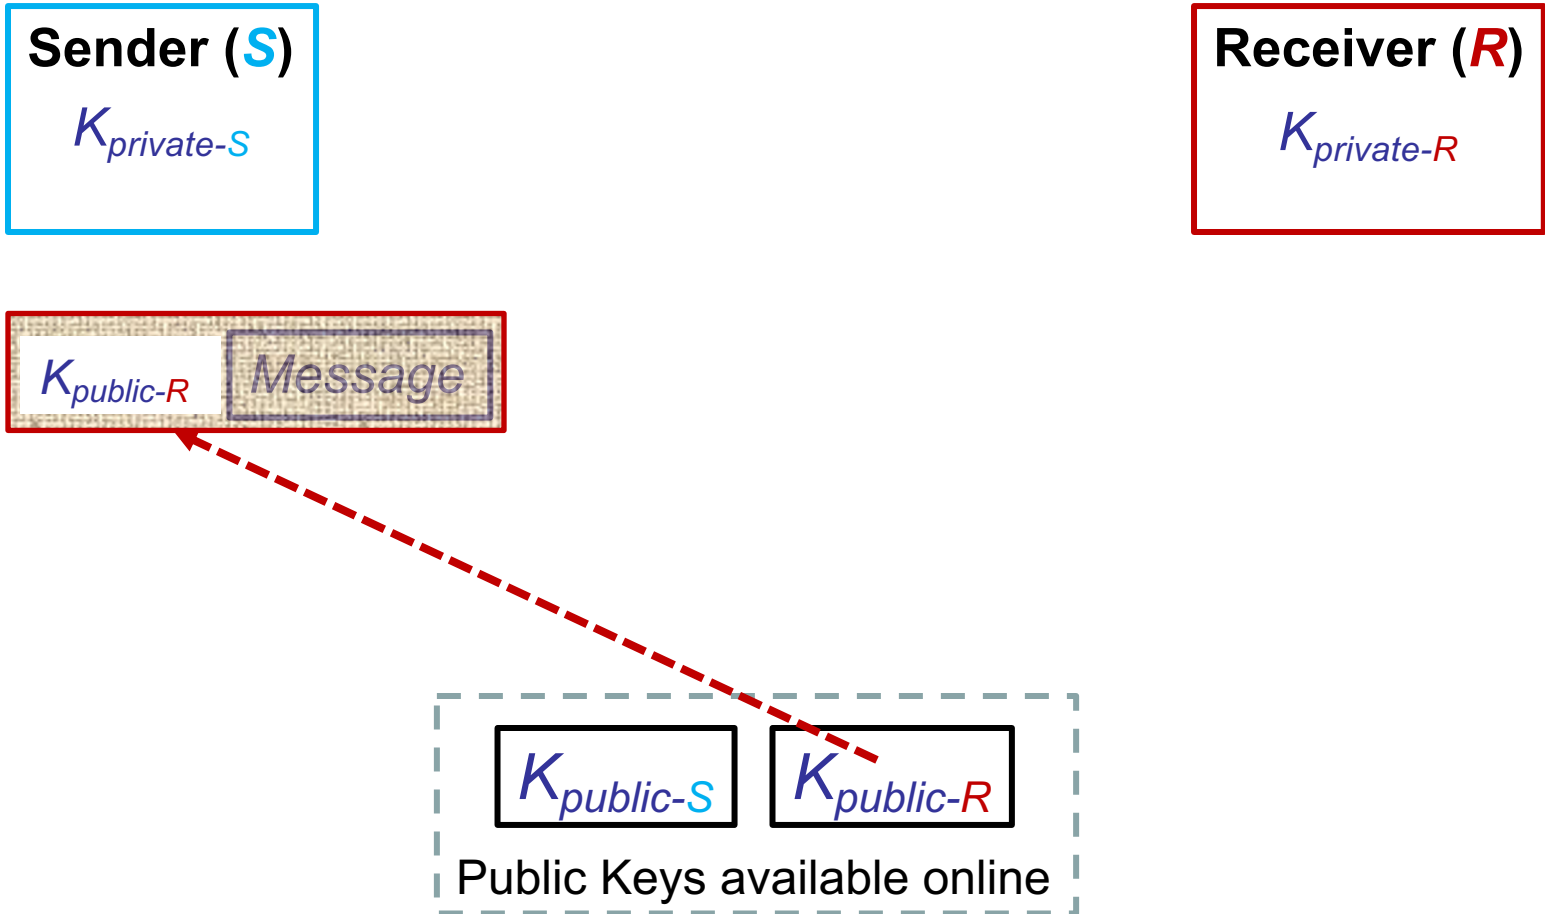 Sender (S)
Kprivate-S
Receiver (R)
Kprivate-R
Kpublic-R Message
Kpublic-S Kpublic-R
Public Keys available online